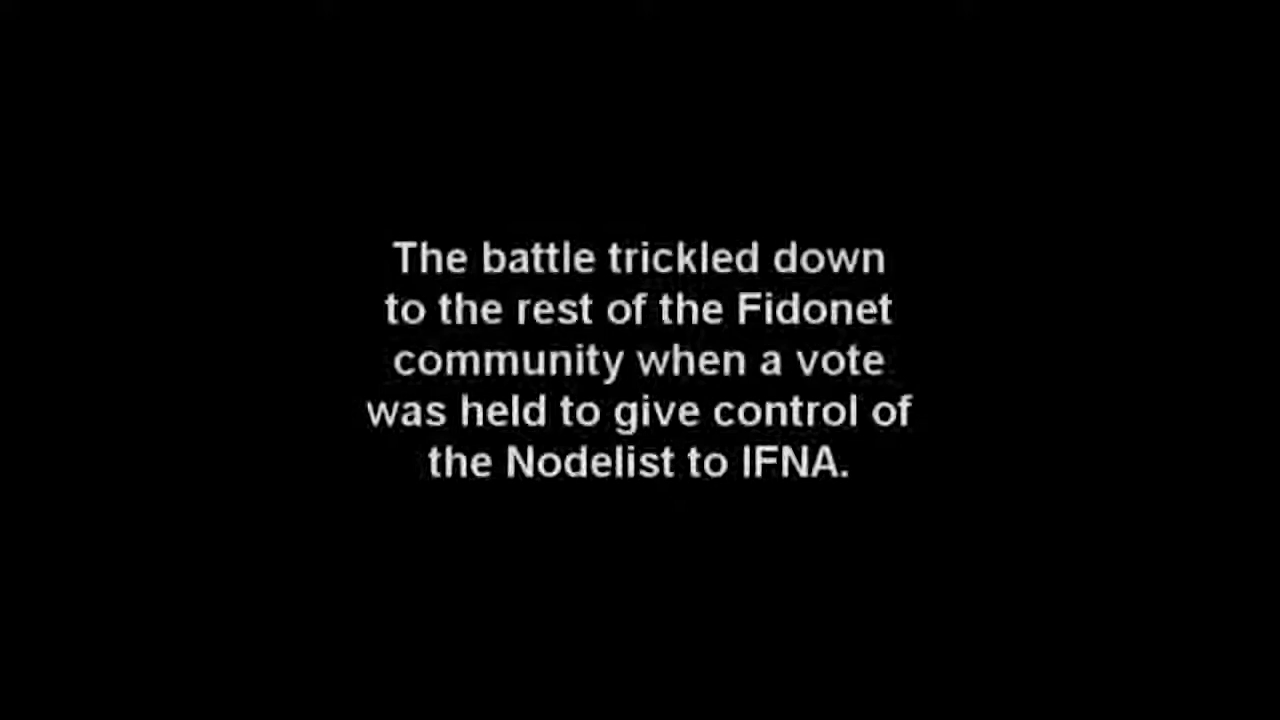 The battle trickled down
to the rest of the Fidonet
community when a vote
was held to give control of
the Nodelist to IFNA.